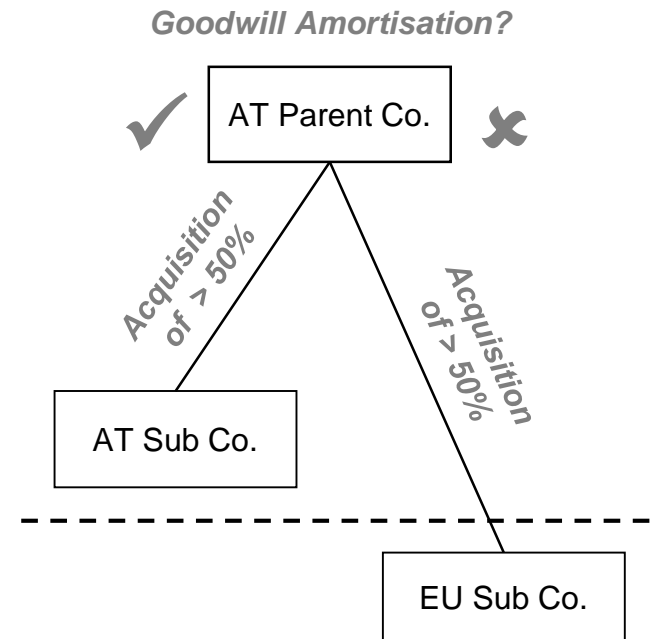 Goodwill Amortisation?
AT Parent Co.
Acquisition
of > 50%
Acquisition
of > 50%
AT Sub Co.
EU Sub Co.